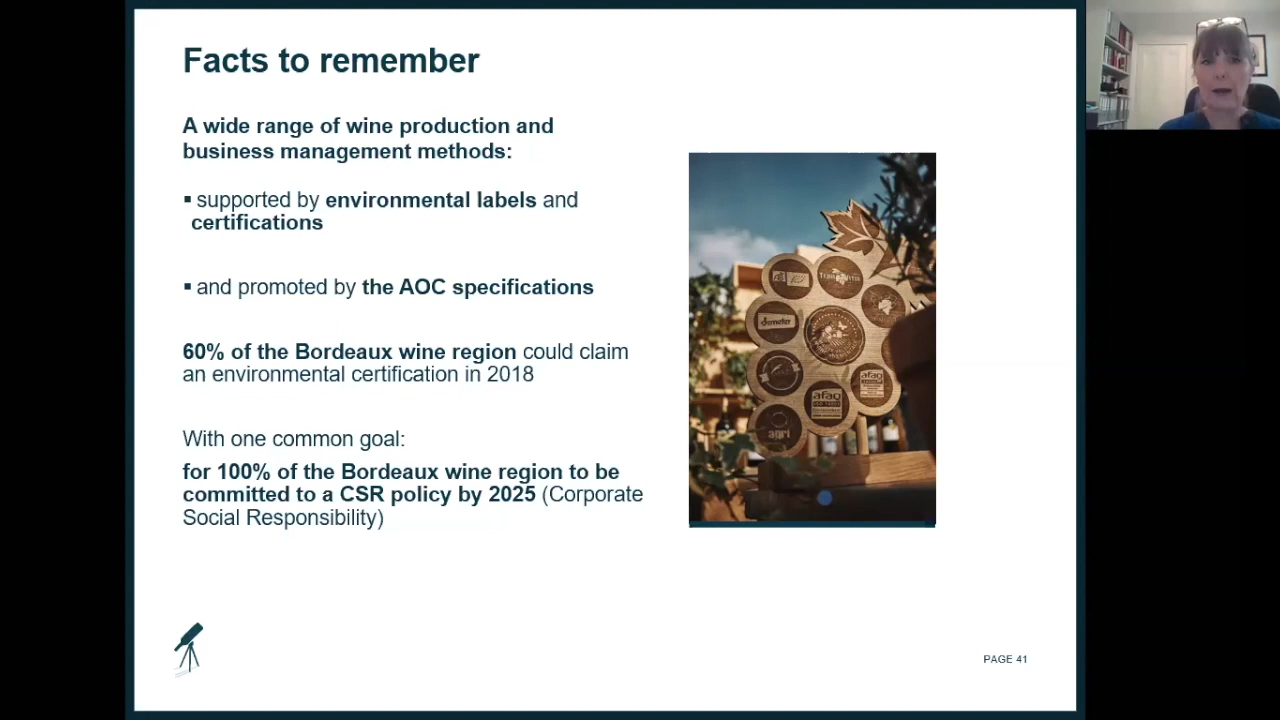 Facts to remember
A wide range of wine production and
business management methods:
▪ supported by environmental labels and
certifications
▪ and promoted by the AOC specifications
60% of the Bordeaux wine region could claim
an environmental certification in 2018
With one common goal:
for 100% of the Bordeaux wine region to be
committed to a CSR policy by 2025 (Corporate
Social Responsibility)
demeter
afaq
afaq
PAGE 41